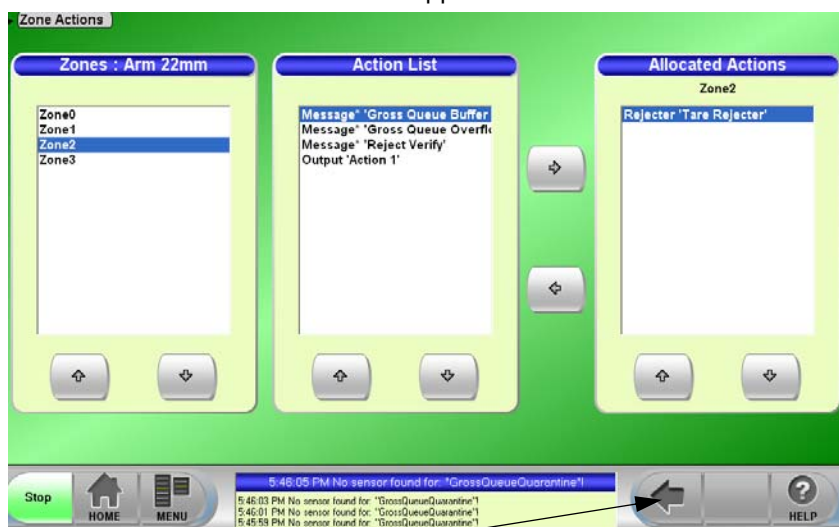 Zone Actions
Zones : Arm 22mm
Zone0
Zone1
Zone2
Zone3
Action List
Message* 'Gross Queue Buffer
Message* 'Gross Queue Overflo
Message* 'Reject Verify'
Output 'Action 1'
Allocated Actions
Zone2
Rejecter 'Tare Rejecter'
Stop
HOME
MENU
5:46:05 PM No sensor found for: "GrossQueueQuarantine"!
5:46:03 PM No sensor found for: "GrossQueueQuarantine"!
5:46:01 PM No sensor found for: "GrossQueueQuarantine"!
5:45:59 PM No sensor found for: "GrossQueueQuarantine"!
HELP